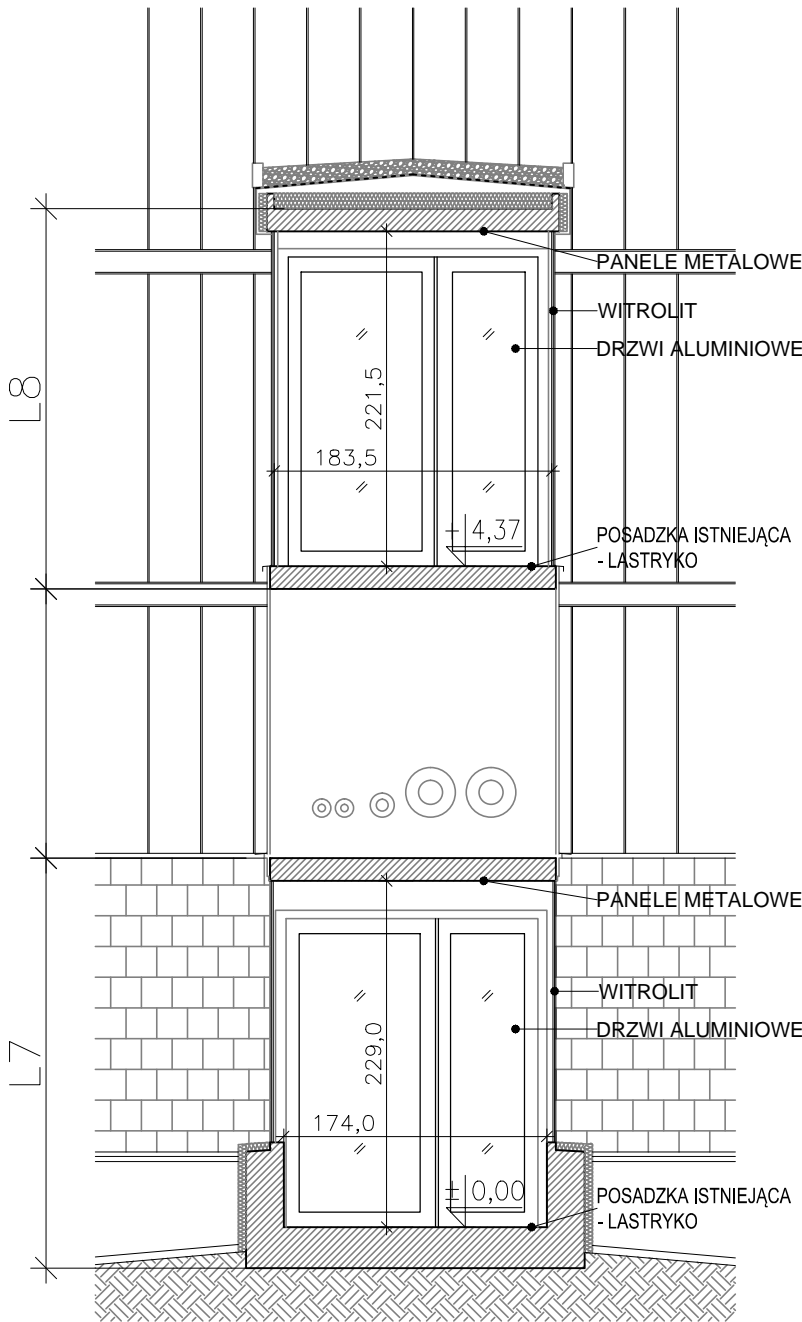 PANELE METALOWE
WITROLIT
DRZWI ALUMINIOWE
L8
221,5
183,5
± 4,37
POSADZKA ISTNIEJĄCA
- LASTRYKO
PANELE METALOWE
WITROLIT
DRZWI ALUMINIOWE
L7
229,0
174,0
± 0,00
POSADZKA ISTNIEJĄCA
- LASTRYKO